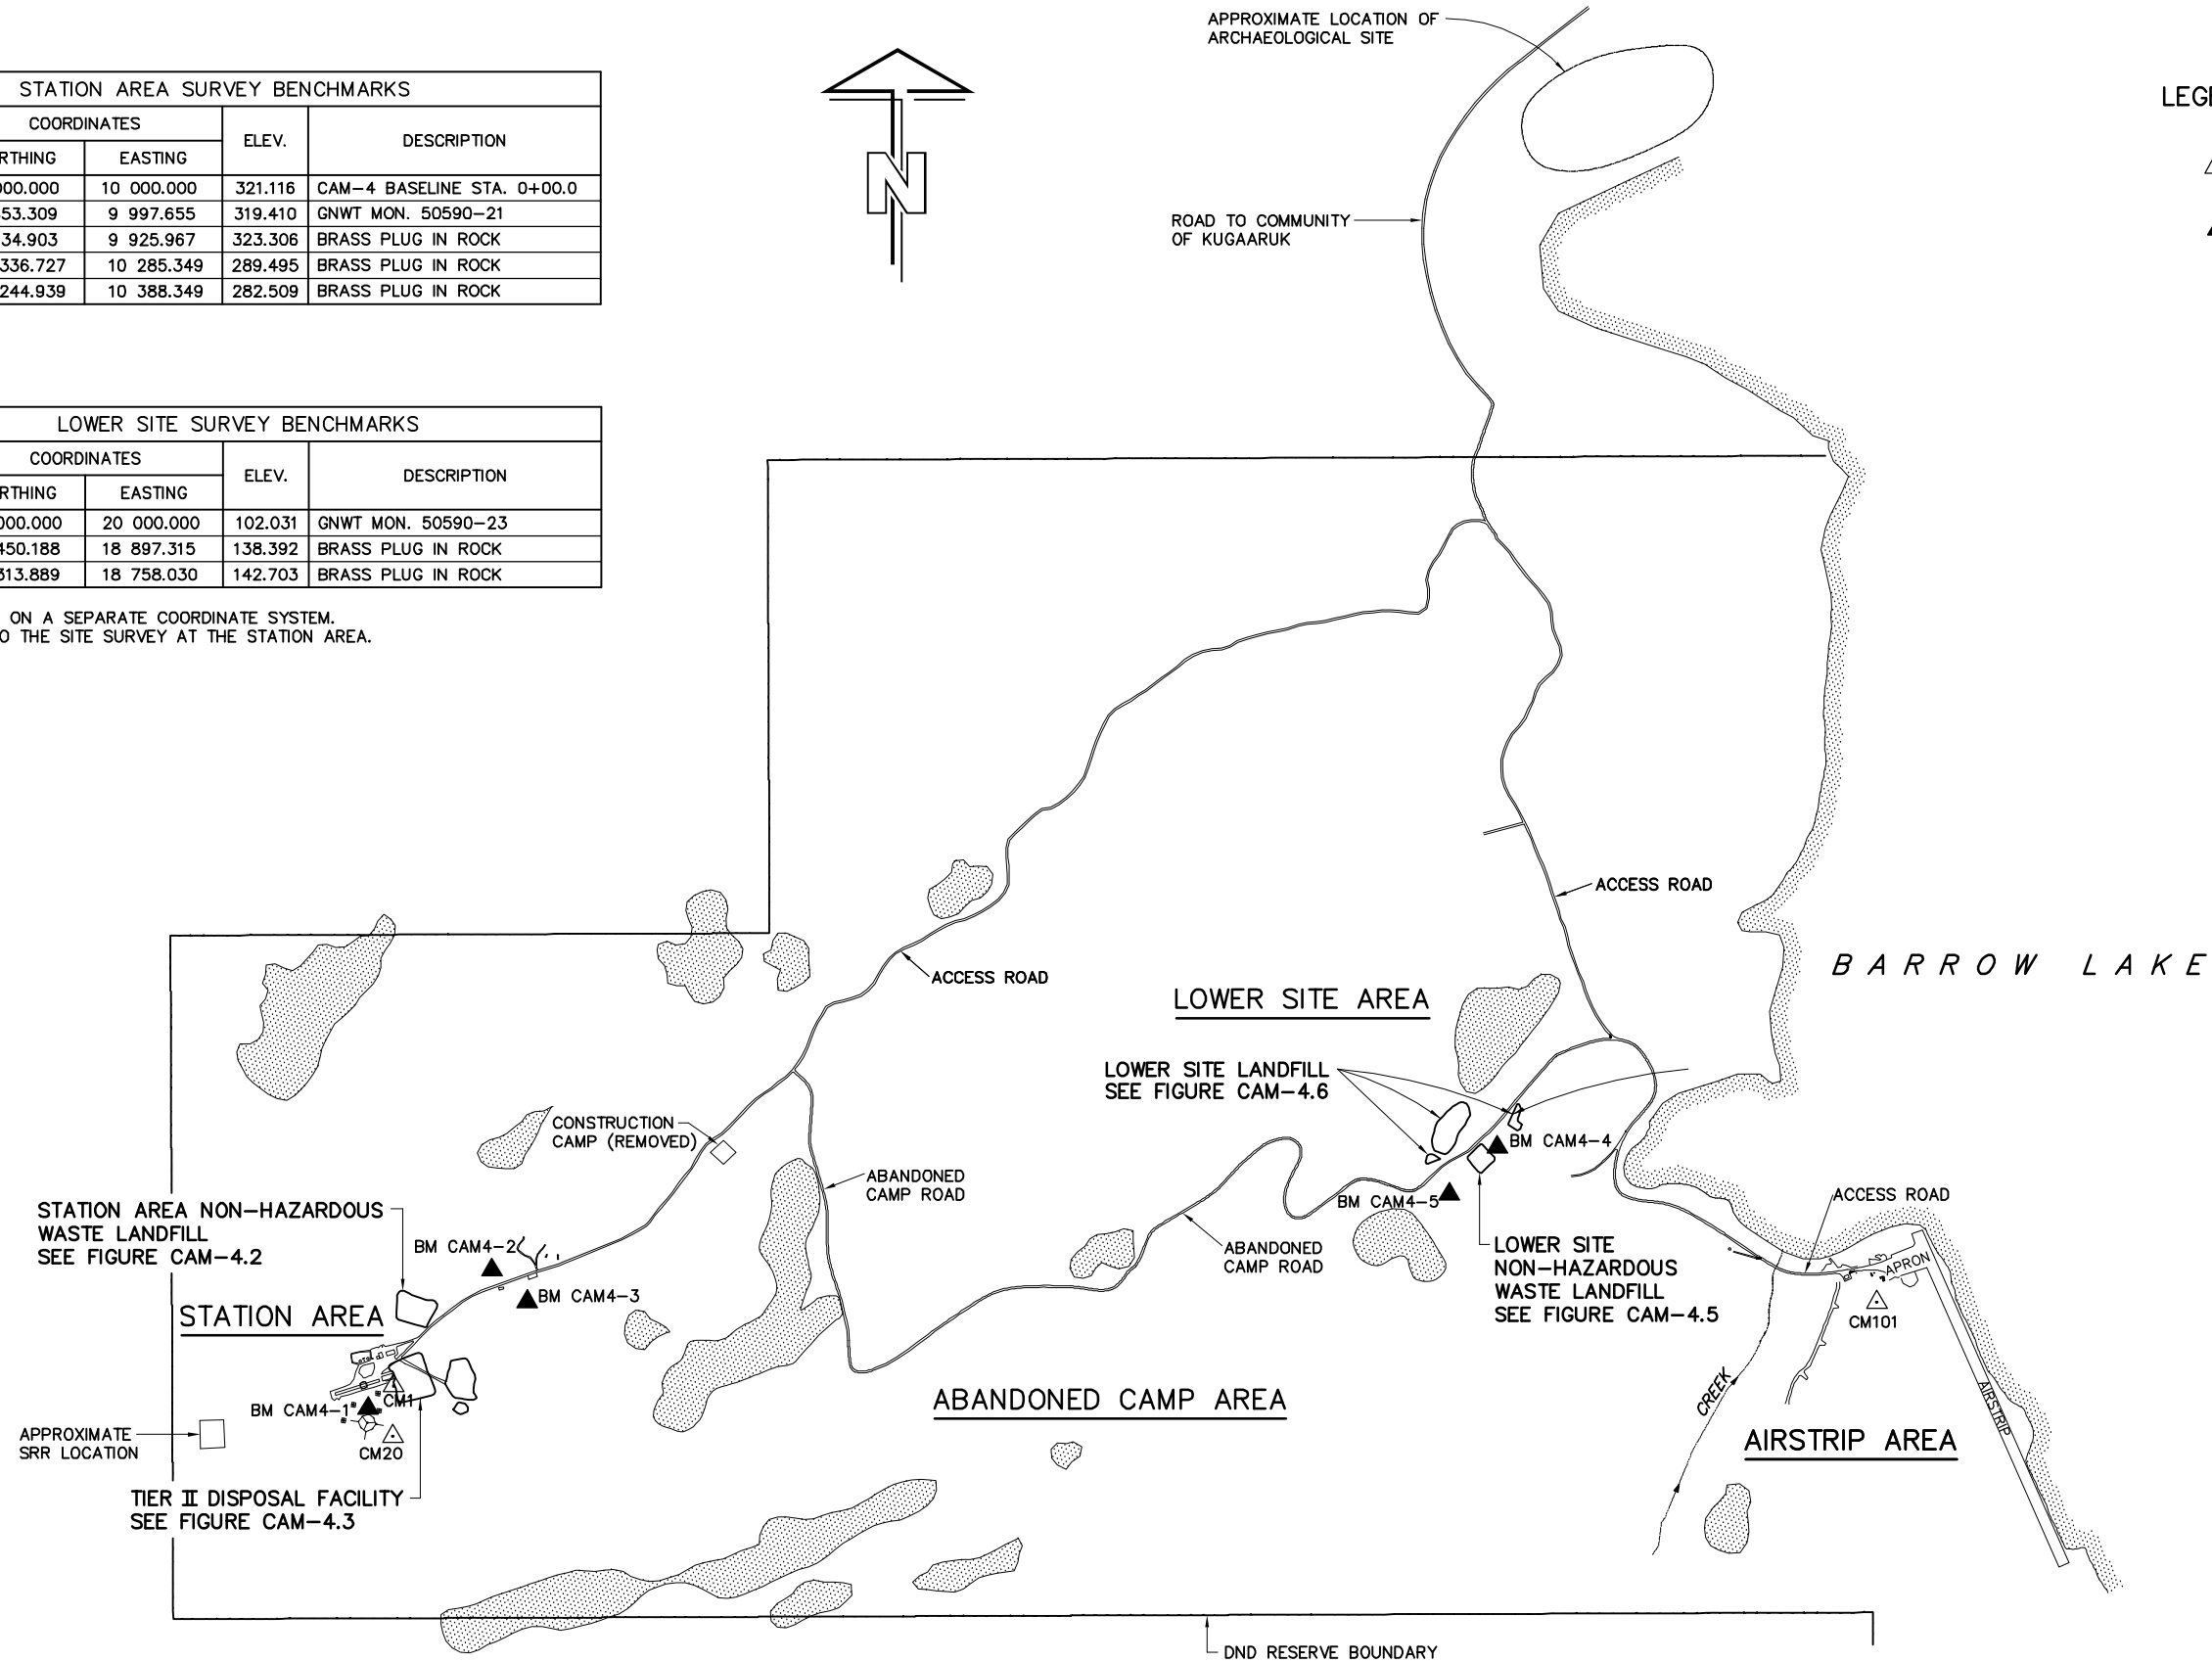 STATION AREA SURVEY BENCHMARKS
COORDINATES ELEV. DESCRIPTION
RTHING EASTING
00.000 10 000.000 321.116 CAM-4 BASELINE STA. 0+00.0
53.309 9 997.655 319.410 GNWT MON. 50590-21
34.903 9 925.967 323.306 BRASS PLUG IN ROCK
336.727 10 285.349 289.495 BRASS PLUG IN ROCK
244.939 10 388.349 282.509 BRASS PLUG IN ROCK
LOWER SITE SURVEY BENCHMARKS
COORDINATES ELEV. DESCRIPTION
RTHING EASTING
000.000 20 000.000 102.031 GNWT MON. 50590-23
450.188 18 897.315 138.392 BRASS PLUG IN ROCK
313.889 18 758.030 142.703 BRASS PLUG IN ROCK
ON A SEPARATE COORDINATE SYSTEM.
O THE SITE SURVEY AT THE STATION AREA.
N
APPROXIMATE LOCATION OF
ARCHAEOLOGICAL SITE
LEG
ROAD TO COMMUNITY
OF KUGAARUK
ACCESS ROAD
BARROW LAKE
ACCESS ROAD
LOWER SITE AREA
LOWER SITE LANDFILL
SEE FIGURE CAM-4.6
CONSTRUCTION
CAMP (REMOVED)
BM CAM4-4
ABANDONED
CAMP ROAD
BM CAM4-5
ACCESS ROAD
STATION AREA NON-HAZARDOUS
WASTE LANDFILL
SEE FIGURE CAM-4.2
BM CAM4-2
BM CAM4-3
ABANDONED
CAMP ROAD
LOWER SITE
NON-HAZARDOUS
WASTE LANDFILL
SEE FIGURE CAM-4.5
APRON
CM101
STATION AREA
CM1
BM CAM4-1
CM20
APPROXIMATE
SRR LOCATION
ABANDONED CAMP AREA
CREEK
AIRSTRIP
AIRSTRIP AREA
TIER II DISPOSAL FACILITY
SEE FIGURE CAM-4.3
DND RESERVE BOUNDARY